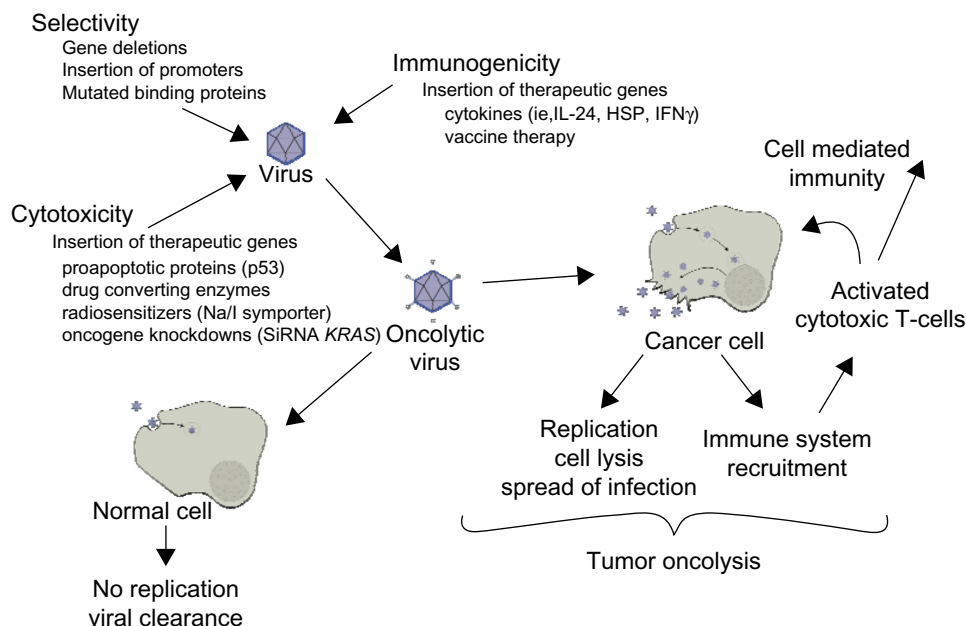 Selectivity
Gene deletions
Insertion of promoters
Mutated binding proteins
Immunogenicity
Insertion of therapeutic genes
cytokines (ie,IL-24, HSP, IFNγ)
vaccine therapy
Virus
Cytotoxicity
Insertion of therapeutic genes
proapoptotic proteins (p53)
drug converting enzymes
radiosensitizers (Na/I symporter)
oncogene knockdowns (SiRNA KRAS)
Oncolytic
virus
Cell mediated
immunity
Activated
cytotoxic T-cells
Cancer cell
Replication
cell lysis
spread of infection
Immune system
recruitment
Tumor oncolysis
Normal cell
No replication
viral clearance